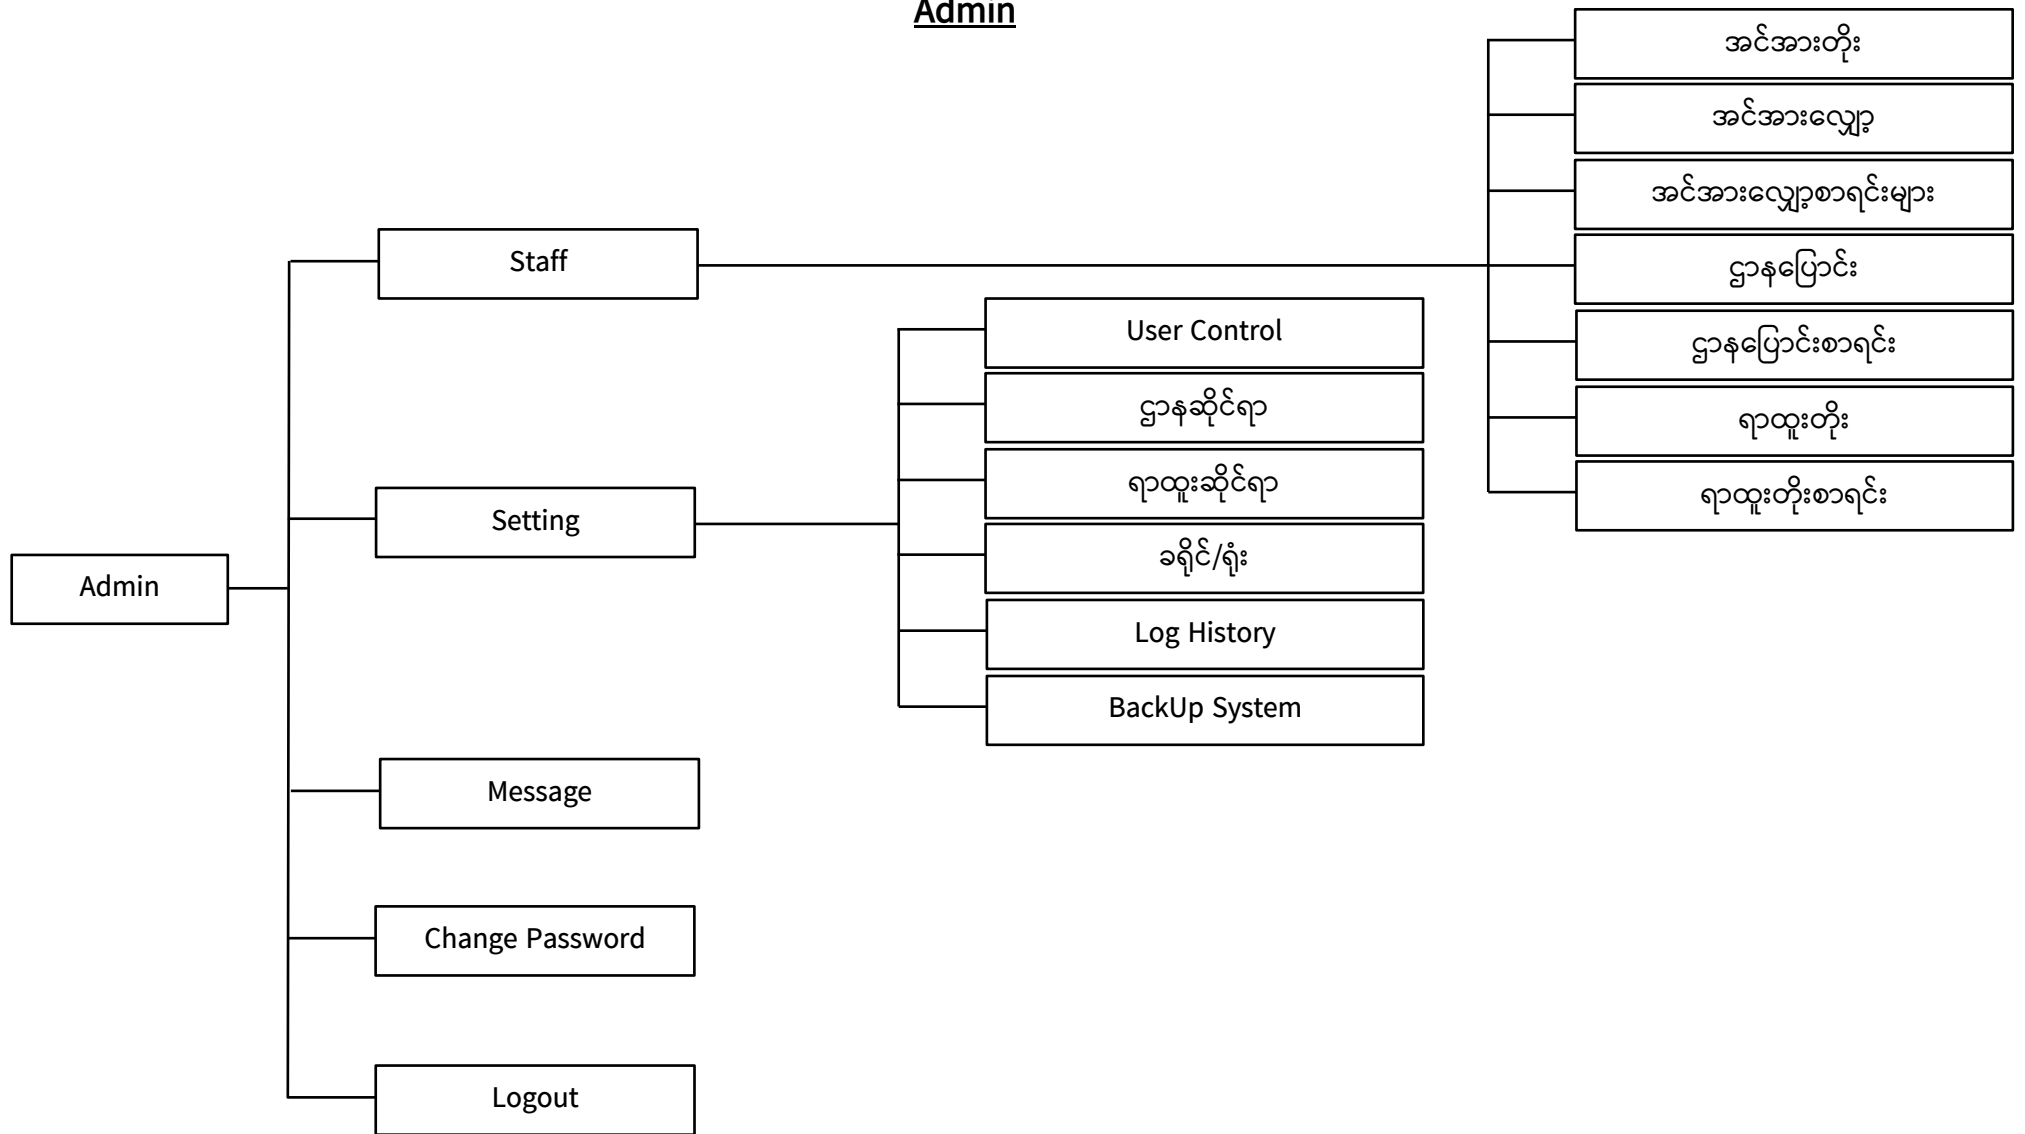 Admin
အင်အားတိုး
အင်အားလျှော့
အင်အားလျှော့စာရင်းများ
ဌာနပြောင်း
ဌာနပြောင်းစာရင်း
ရာထူးတိုး
ရာထူးတိုးစာရင်း
Staff
User Control
ဌာနဆိုင်ရာ
ရာထူးဆိုင်ရာ
ခရိုင်/ရုံး
Log History
BackUp System
Setting
Admin
Message
Change Password
Logout